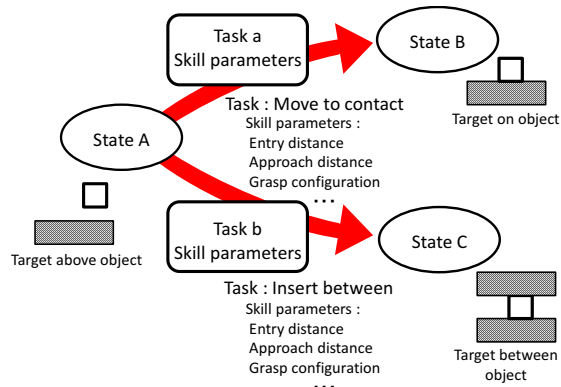 Task a
Skill parameters
State B
Target on object
Task : Move to contact
Skill parameters :
Entry distance
Approach distance
Grasp configuration
...
State A
Target above object
Task b
Skill parameters
State C
Target between
object
Task : Insert between
Skill parameters :
Entry distance
Approach distance
Grasp configuration
...